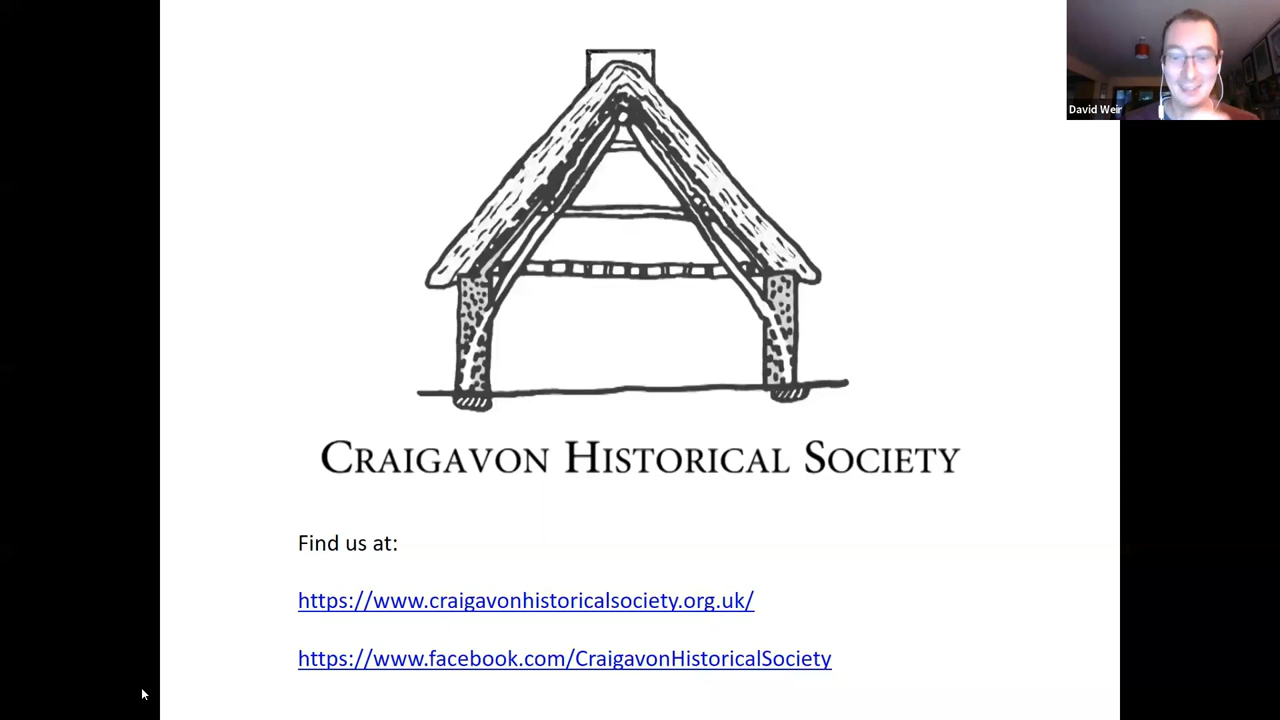 David Weir
CRAIGAVON HISTORICAL SOCIETY
Find us at:
https://www.craigavonhistoricalsociety.org.uk/
https://www.facebook.com/CraigavonHistoricalSociety